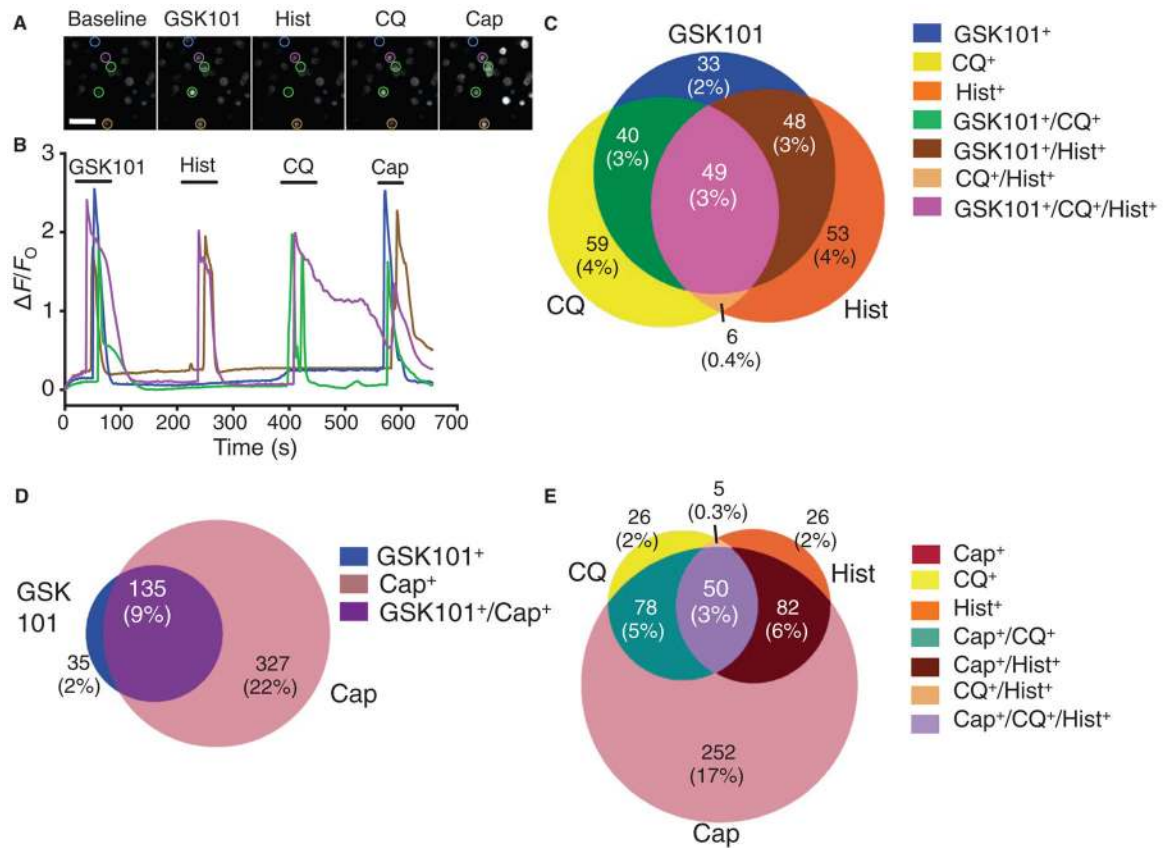 A
Baseline GSK101 Hist CQ Cap
B
GSK101 Hist CQ Cap
3
2
1
0
ΔF/F_O
0 100 200 300 400 500 600 700
Time (s)
C
GSK101
33
(2%)
40
(3%)
48
(3%)
49
(3%)
59
(4%)
53
(4%)
CQ
Hist
6
(0.4%)
GSK101⁺
CQ⁺
Hist⁺
GSK101⁺/CQ⁺
GSK101⁺/Hist⁺
CQ⁺/Hist⁺
GSK101⁺/CQ⁺/Hist⁺
D
GSK
101
135
(9%)
35
(2%)
327
(22%)
Cap
GSK101⁺
Cap⁺
GSK101⁺/Cap⁺
E
5
(0.3%)
26
(2%)
26
(2%)
CQ
Hist
50
(3%)
78
(5%)
82
(6%)
252
(17%)
Cap
Cap⁺
CQ⁺
Hist⁺
Cap⁺/CQ⁺
Cap⁺/Hist⁺
CQ⁺/Hist⁺
Cap⁺/CQ⁺/Hist⁺